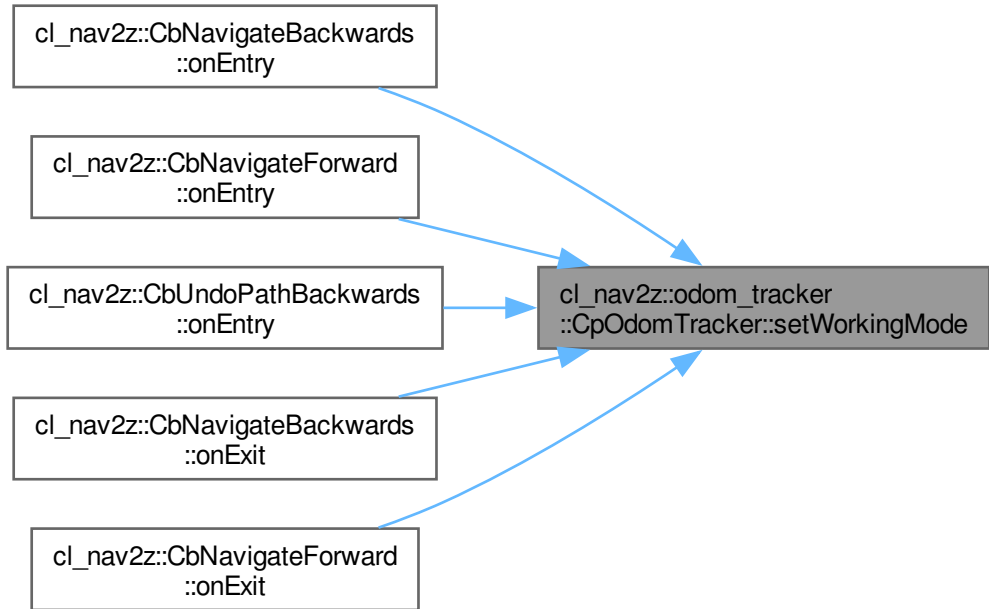 cl_nav2z::CbNavigateBackwards
::onEntry
cl_nav2z::CbNavigateForward
::onEntry
cl_nav2z::CbUndoPathBackwards
::onEntry
cl_nav2z::odom_tracker
::CpOdomTracker::setWorkingMode
cl_nav2z::CbNavigateBackwards
::onExit
cl_nav2z::CbNavigateForward
::onExit